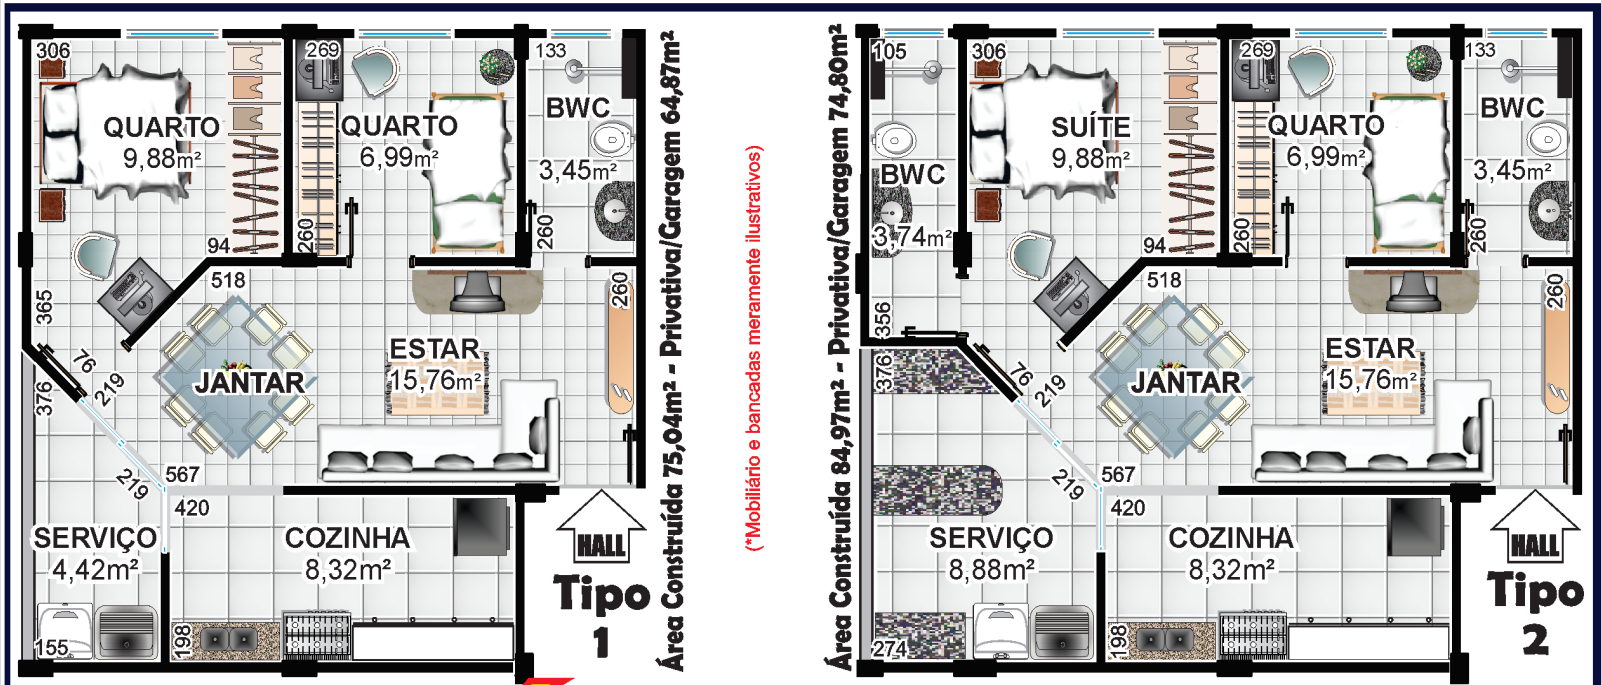 306
269
133
BWC
3,45m²
QUARTO
9,88m²
QUARTO
6,99m²
94
260
260
518
365
260
ESTAR
15,76m²
JANTAR
76
219
376
219
567
420
SERVIÇO
4,42m²
COZINHA
8,32m²
155
198
HALL
Tipo
1
Área Construída 75,04m² - Privativa/Garagem 64,87m²
(*Mobiliário e bancadas meramente ilustrativos)
Área Construída 84,97m² - Privativa/Garagem 74,80m²
105
306
269
133
BWC
3,45m²
SUÍTE
9,88m²
QUARTO
6,99m²
BWC
3,74m²
94
260
260
518
356
260
ESTAR
15,76m²
JANTAR
76
219
376
219
567
420
SERVIÇO
8,88m²
COZINHA
8,32m²
274
198
HALL
Tipo
2